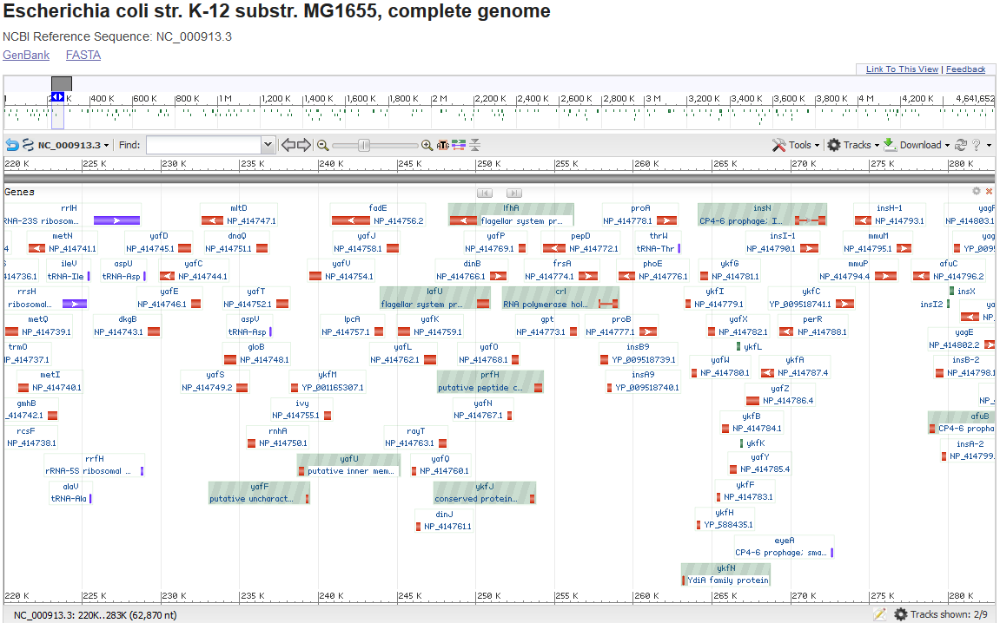 Escherichia coli str. K-12 substr. MG1655, complete genome
NCBI Reference Sequence: NC_000913.3
GenBank FASTA
Link To This View | Feedback
400 K 600 K 800 K 1 M 1,200 K 1,400 K 1,600 K 1,800 K 2 M 2,200 K 2,400 K 2,600 K 2,800 K 3 M 3,200 K 3,400 K 3,600 K 3,800 K 4 M 4,200 K 4,641,652
NC_000913.3 Find: ATG Tools Tracks Download ?
220 K 225 K 230 K 235 K 240 K 245 K 250 K 255 K 260 K 265 K 270 K 275 K 280 K
Genes
rrlH mltD fadE lfhA proA insN insH-1 yagF
RNA-23S ribosom... NP_414747.1 NP_414756.2 flagellar system pr... NP_414778.1 CP4-6 prophage; I... NP_414793.1 NP_414803.1
metN yafD dnaQ yafJ yafP pepD thrW insI-1 mmuM yag
4 NP_414741.1 NP_414745.1 NP_414751.1 NP_414758.1 NP_414769.1 NP_414772.1 tRNA-Thr NP_414790.1 NP_414795.1 YP_009
ileV aspU yafC yafV dinB frsA phoE ykfG mmuP afuC
414736.1 tRNA-Ile tRNA-Asp NP_414744.1 NP_414754.1 NP_414766.1 NP_414774.1 NP_414776.1 NP_414781.1 NP_414794.4 NP_414796.2
rrsH yafE yafT lafU crl ykfI ykfC insX
ribosomal... NP_414746.1 NP_414752.1 flagellar system pr... RNA polymerase hol... NP_414779.1 YP_009518741.1 insI2 ya
metQ dkgB aspV lpcA yafK gpt proB yafX perR NP_
NP_414739.1 NP_414743.1 tRNA-Asp NP_414757.1 NP_414759.1 NP_414773.1 NP_414777.1 NP_414782.1 NP_414788.1 yagE
trmO gloB yafL yafO insB9 ykfL NP_414802.2
IP_414737.1 NP_414748.1 NP_414762.1 NP_414768.1 YP_009518739.1 yafW ykfA insB-2
metI yafS ykfM prfH insA9 NP_414780.1 NP_414787.4 NP_414798.1
NP_414740.1 NP_414749.2 YP_001165307.1 putative peptide c... YP_009518740.1 yafZ
gmhB ivy yafN NP_414786.4 NP_
414742.1 NP_414755.1 NP_414767.1 ykfB afuB
rcsF rnhA rayT NP_414784.1 CP4-6 propha
NP_414738.1 NP_414750.1 NP_414763.1 ykfK insA-2
rrfH yafU yafQ yafY NP_414799.
rRNA-5S ribosomal ... putative inner mem... NP_414760.1 NP_414785.4
alaV yafF ykfJ ykfF
tRNA-Ala putative uncharact... conserved protein... NP_414783.1
dinJ ykfH
NP_414761.1 YP_588435.1
eyeA
CP4-6 prophage; sma...
ykfN
YdiA family protein
220 K 225 K 230 K 235 K 240 K 245 K 250 K 255 K 260 K 265 K 270 K 275 K 280 K
NC_000913.3: 220K..283K (62,870 nt) Tracks shown: 2/9